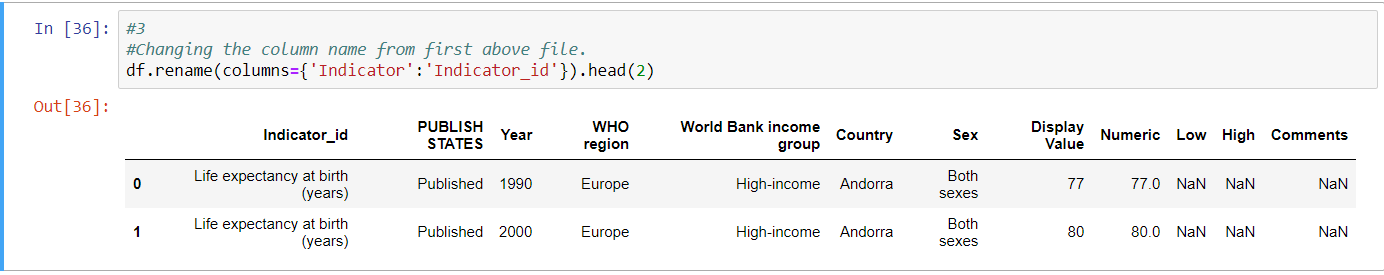 In [36]: #3
#Changing the column name from first above file.
df.rename(columns={'Indicator':'Indicator_id'}).head(2)
Out[36]:
Indicator_id PUBLISH STATES Year WHO region World Bank income group Country Sex Display Value Numeric Low High Comments
0 Life expectancy at birth (years) Published 1990 Europe High-income Andorra Both sexes 77 77.0 NaN NaN NaN
1 Life expectancy at birth (years) Published 2000 Europe High-income Andorra Both sexes 80 80.0 NaN NaN NaN